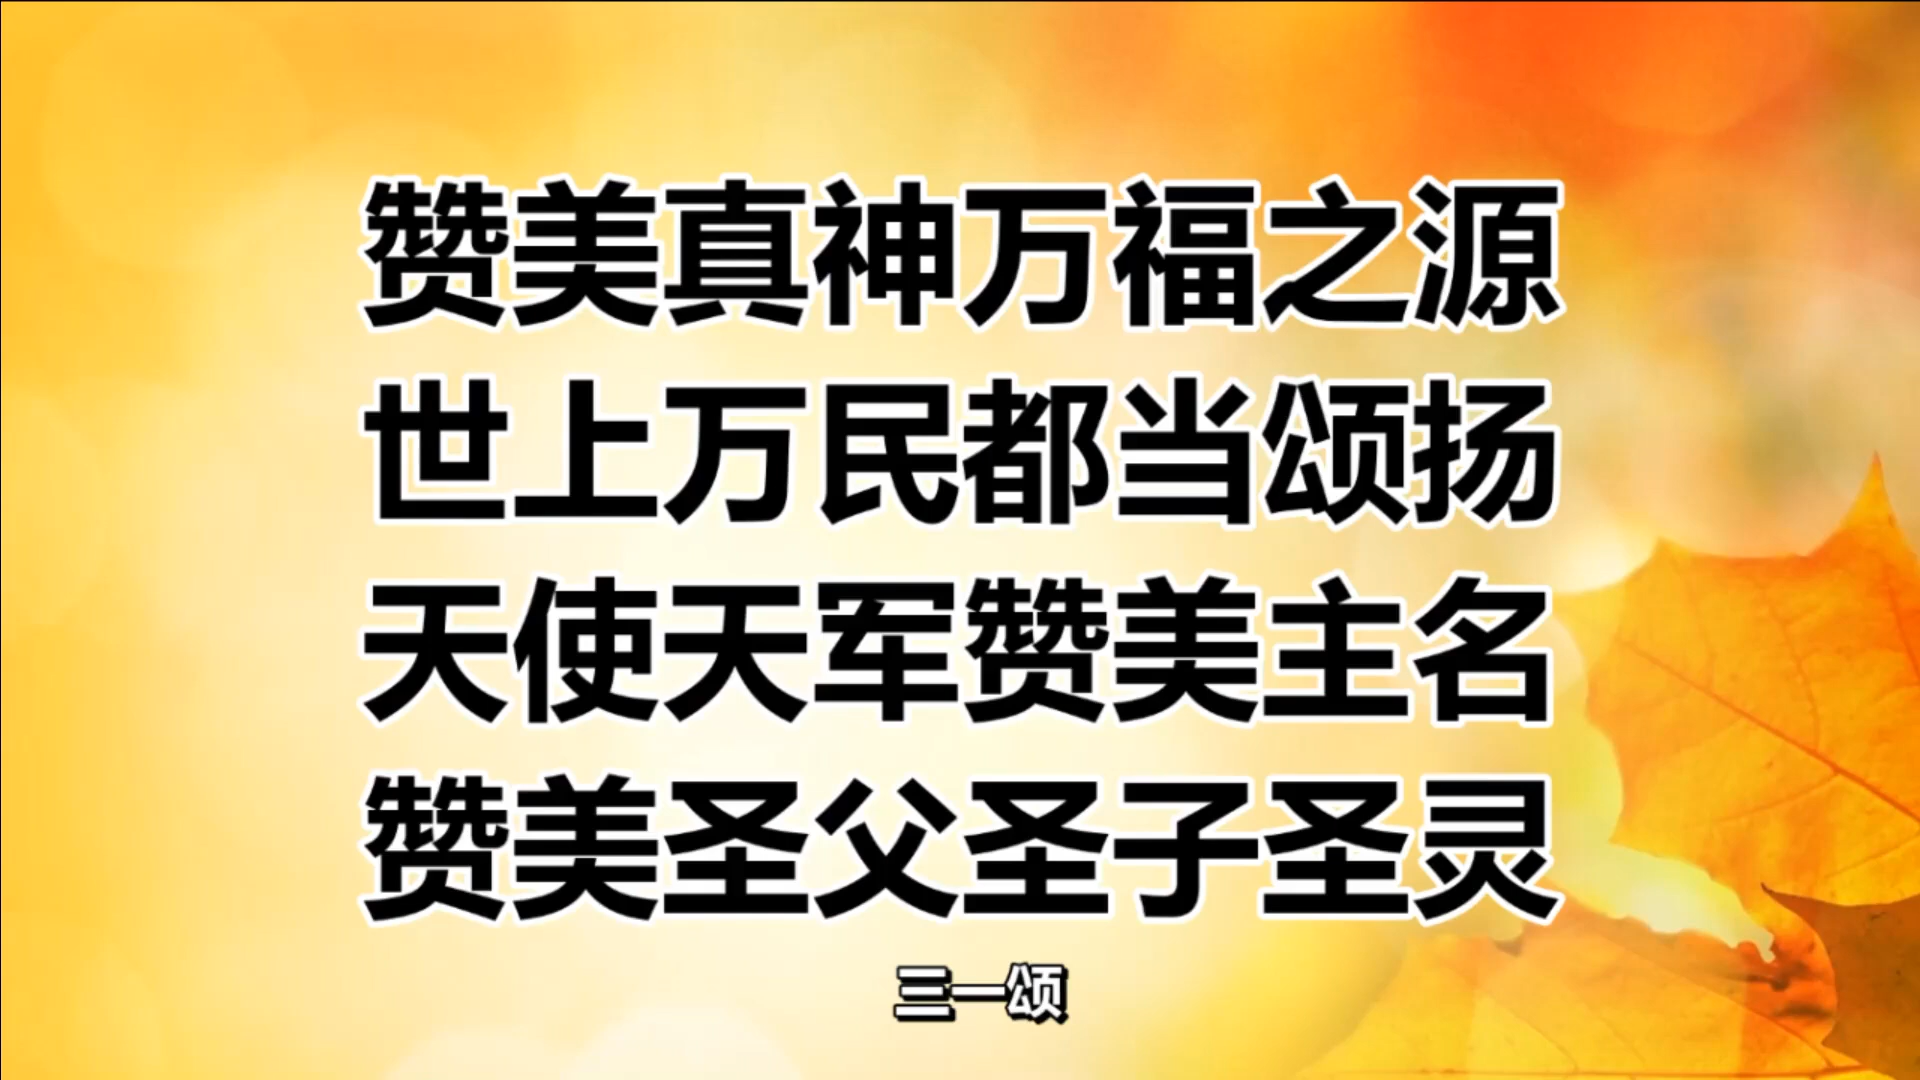 赞美真神万福之源
世上万民都当颂扬
天使天军赞美主名
赞美圣父圣子圣灵
三一颂